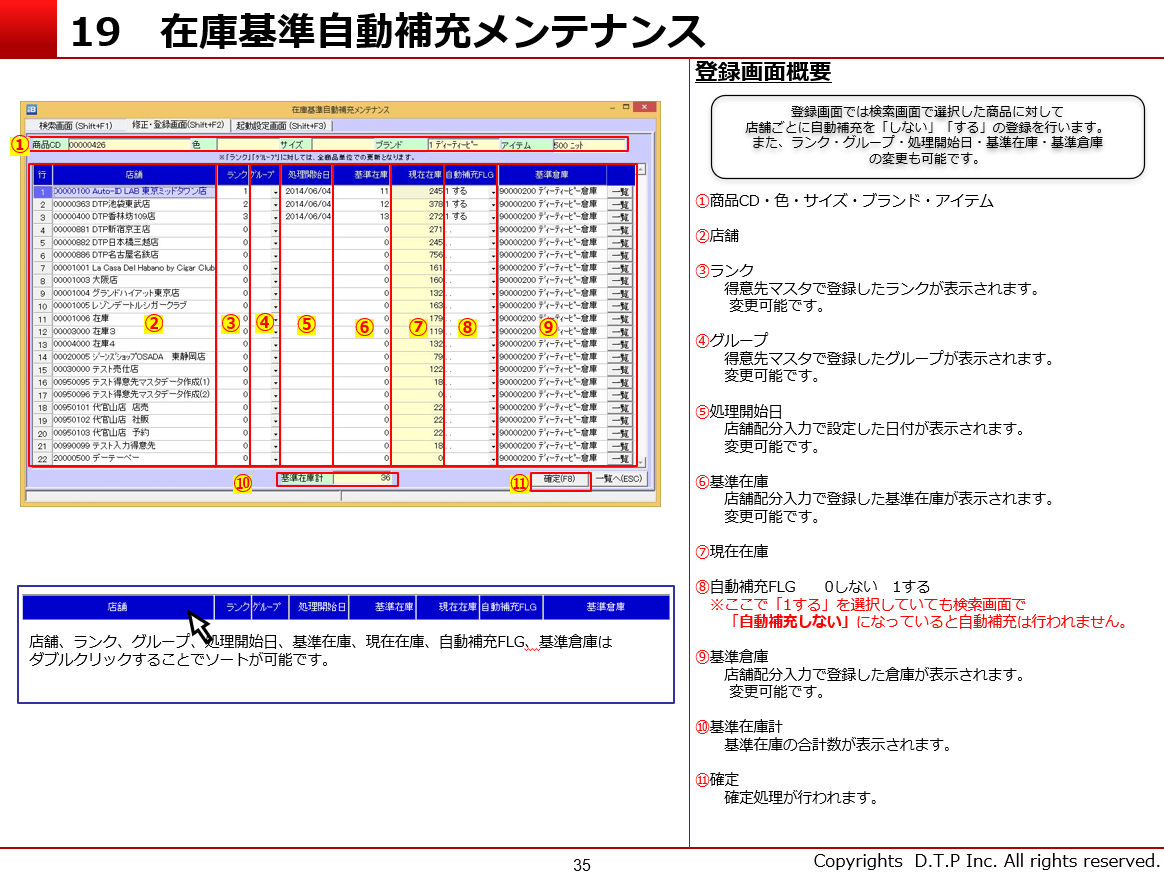 19　在庫基準自動補充メンテナンス
在庫基準自動補充メンテナンス
検索画面 (Shift+F1) 修正・登録画面(Shift+F2) 起動設定画面 (Shift+F3)
① 商品CD 00000426 色 サイズ ブランド 1 ディーティーピー アイテム 500 ニット
※「ランク」「グループ」に対しては、全商品単位での更新となります。
行 店舗 ランク グループ 処理開始日 基準在庫 現在在庫 自動補充FLG 基準倉庫
1 00000100 Auto-ID LAB 東京ミッドタウン店 1 2014/06/04 11 245 1 する 90000200 ディーティーピー倉庫 一覧
2 00000363 DTP池袋東武店 2 2014/06/04 12 378 1 する 90000200 ディーティーピー倉庫 一覧
3 00000400 DTP香林坊109店 3 2014/06/04 13 272 1 する 90000200 ディーティーピー倉庫 一覧
4 00000881 DTP新宿京王店 0 0 271 . . 90000200 ディーティーピー倉庫 一覧
5 00000882 DTP日本橋三越店 0 0 245 . . 90000200 ディーティーピー倉庫 一覧
6 00000886 DTP名古屋名鉄店 0 0 756 . . 90000200 ディーティーピー倉庫 一覧
7 00001001 La Casa Del Habano by Cigar Club 0 0 161 . . 90000200 ディーティーピー倉庫 一覧
8 00001003 大阪店 0 0 160 . . 90000200 ディーティーピー倉庫 一覧
9 00001004 グランドハイアット東京店 0 0 132 . . 90000200 ディーティーピー倉庫 一覧
10 00001005 レゾンデートルシガークラブ 0 0 163 . . 90000200 ディーティーピー倉庫 一覧
11 00001006 在庫 0 0 179 . . 90000200 ディーティーピー倉庫 一覧
12 00003000 在庫３ 0 0 119 . . 90000200 ディーティーピー倉庫 一覧
② ③ ④ ⑤ ⑥ ⑦ ⑧ ⑨
13 00004000 在庫４ 0 0 132 . . 90000200 ディーティーピー倉庫 一覧
14 00020005 ジーンズショップOSADA 東静岡店 0 0 79 . . 90000200 ディーティーピー倉庫 一覧
15 00030000 テスト売仕店 0 0 122 . . 90000200 ディーティーピー倉庫 一覧
16 00950095 テスト得意先マスタデータ作成(1) 0 0 18 . . 90000200 ディーティーピー倉庫 一覧
17 00950096 テスト得意先マスタデータ作成(2) 0 0 0 . . 90000200 ディーティーピー倉庫 一覧
18 00950101 代官山店 店売 0 0 22 . . 90000200 ディーティーピー倉庫 一覧
19 00950102 代官山店 社販 0 0 22 . . 90000200 ディーティーピー倉庫 一覧
20 00950103 代官山店 予約 0 0 22 . . 90000200 ディーティーピー倉庫 一覧
21 00990099 テスト入力得意先 0 0 18 . . 90000200 ディーティーピー倉庫 一覧
22 20000500 データーベー 0 0 0 . . 90000200 ディーティーピー倉庫 一覧
⑩ 基準在庫計 36 ⑪ 確定(F8) 一覧へ(ESC)
店舗 ランク グループ 処理開始日 基準在庫 現在在庫 自動補充FLG 基準倉庫
店舗、ランク、グループ、処理開始日、基準在庫、現在在庫、自動補充FLG、基準倉庫は
ダブルクリックすることでソートが可能です。
登録画面概要
登録画面では検索画面で選択した商品に対して
店舗ごとに自動補充を「しない」「する」の登録を行います。
また、ランク・グループ・処理開始日・基準在庫・基準倉庫
の変更も可能です。
①商品CD・色・サイズ・ブランド・アイテム
②店舗
③ランク
得意先マスタで登録したランクが表示されます。
変更可能です。
④グループ
得意先マスタで登録したグループが表示されます。
変更可能です。
⑤処理開始日
店舗配分入力で設定した日付が表示されます。
変更可能です。
⑥基準在庫
店舗配分入力で登録した基準在庫が表示されます。
変更可能です。
⑦現在在庫
⑧自動補充FLG　　0しない　1する
※ここで「1する」を選択していても検索画面で
「自動補充しない」になっていると自動補充は行われません。
⑨基準倉庫
店舗配分入力で登録した倉庫が表示されます。
変更可能です。
⑩基準在庫計
基準在庫の合計数が表示されます。
⑪確定
確定処理が行われます。
35
Copyrights D.T.P Inc. All rights reserved.